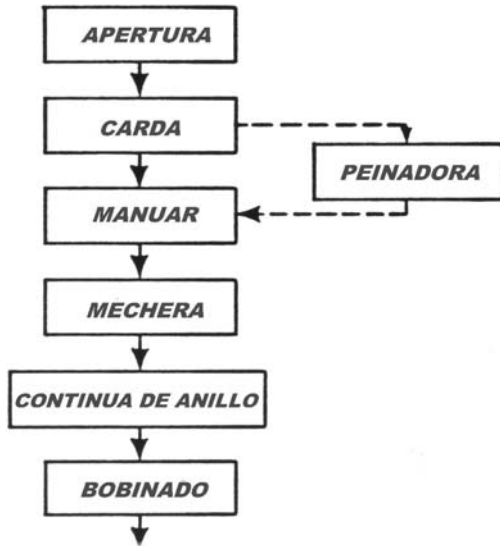 APERTURA
CARDA
PEINADORA
MANUAR
MECHERA
CONTINUA DE ANILLO
BOBINADO